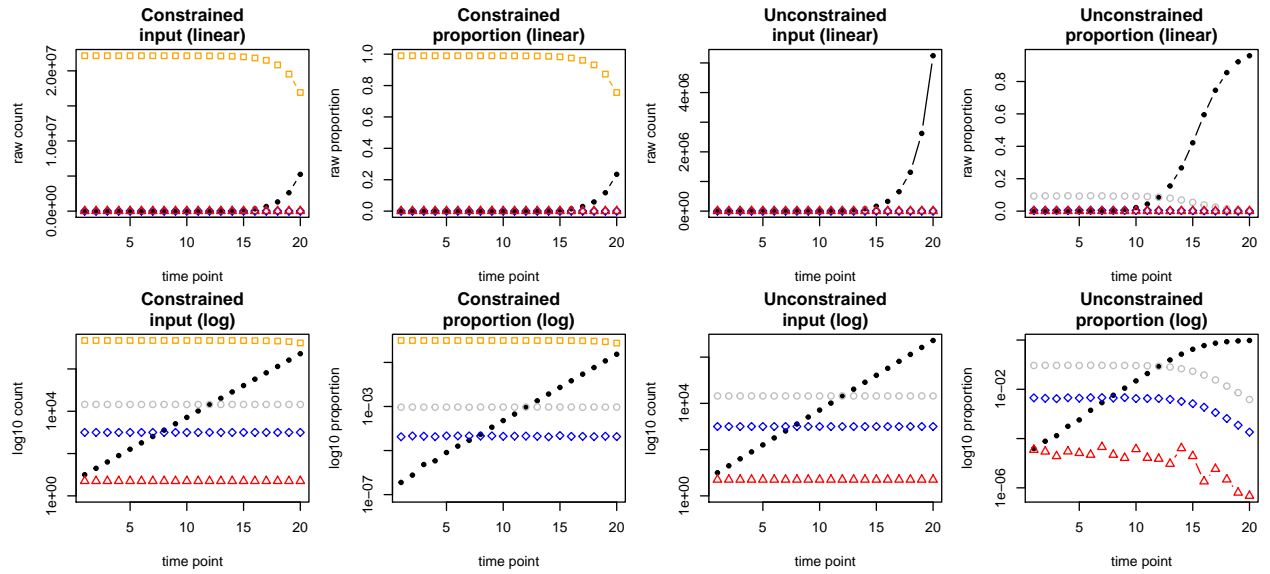 Constrained
input (linear)
Constrained
proportion (linear)
Unconstrained
input (linear)
Unconstrained
proportion (linear)
raw count
0.0e+00 1.0e+07 2.0e+07
5 10 15 20
time point
raw proportion
0.0 0.2 0.4 0.6 0.8 1.0
5 10 15 20
time point
raw count
0e+00 2e+06 4e+06
5 10 15 20
time point
raw proportion
0.0 0.2 0.4 0.6 0.8
5 10 15 20
time point
Constrained
input (log)
Constrained
proportion (log)
Unconstrained
input (log)
Unconstrained
proportion (log)
log10 count
1e+00 1e+04
5 10 15 20
time point
log10 proportion
1e-07 1e-03
5 10 15 20
time point
log10 count
1e+00 1e+04
5 10 15 20
time point
log10 proportion
1e-06 1e-02
5 10 15 20
time point